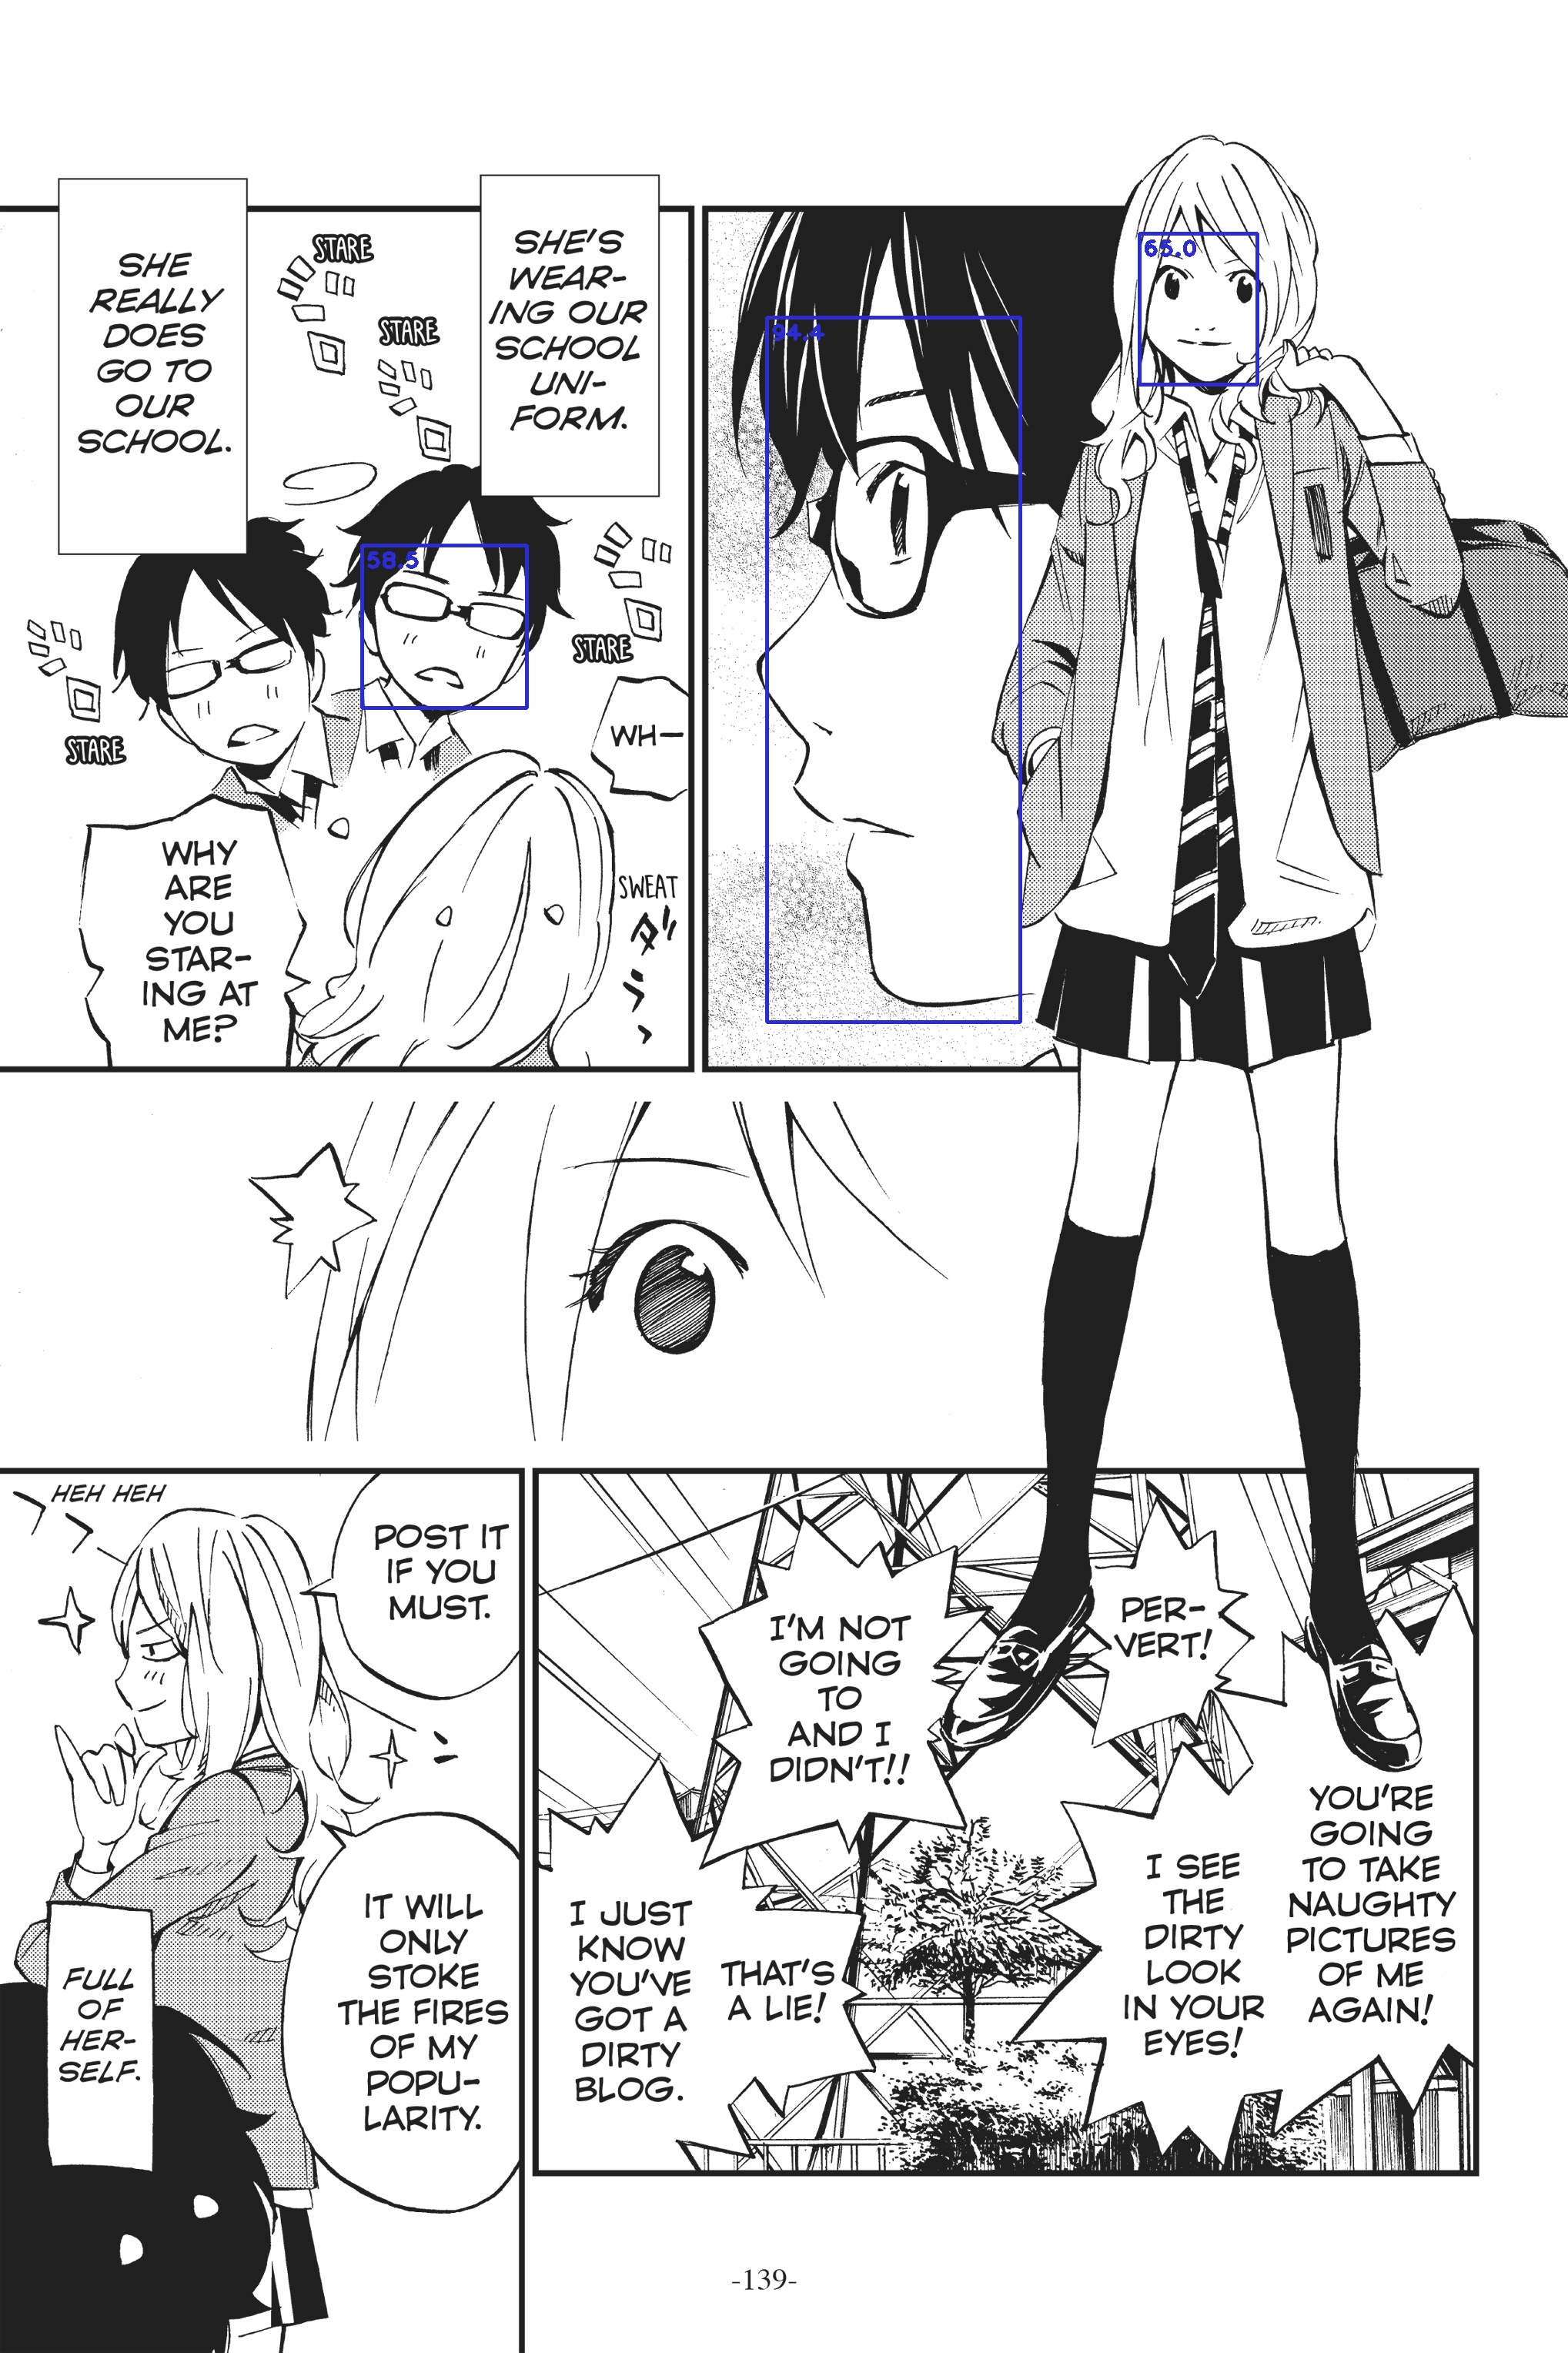 SHE'S
WEAR-
ING OUR
SCHOOL
UNI-
FORM.
SHE
REALLY
DOES
GO TO
OUR
SCHOOL.
STARE
STARE
STARE
STARE
WH—
WHY
ARE
YOU
STAR-
ING AT
ME?
SWEAT
ダラ、
65.0
94.4
58.5
PER-
VERT!
YOU'RE
GOING
TO TAKE
NAUGHTY
PICTURES
OF ME
AGAIN!
I SEE
THE
DIRTY
LOOK
IN YOUR
EYES!
I'M NOT
GOING
TO
AND I
DIDN'T!!
THAT'S
A LIE!
I JUST
KNOW
YOU'VE
GOT A
DIRTY
BLOG.
HEH HEH
POST IT
IF YOU
MUST.
IT WILL
ONLY
STOKE
THE FIRES
OF MY
POPU-
LARITY.
FULL
OF
HER-
SELF.
-139-